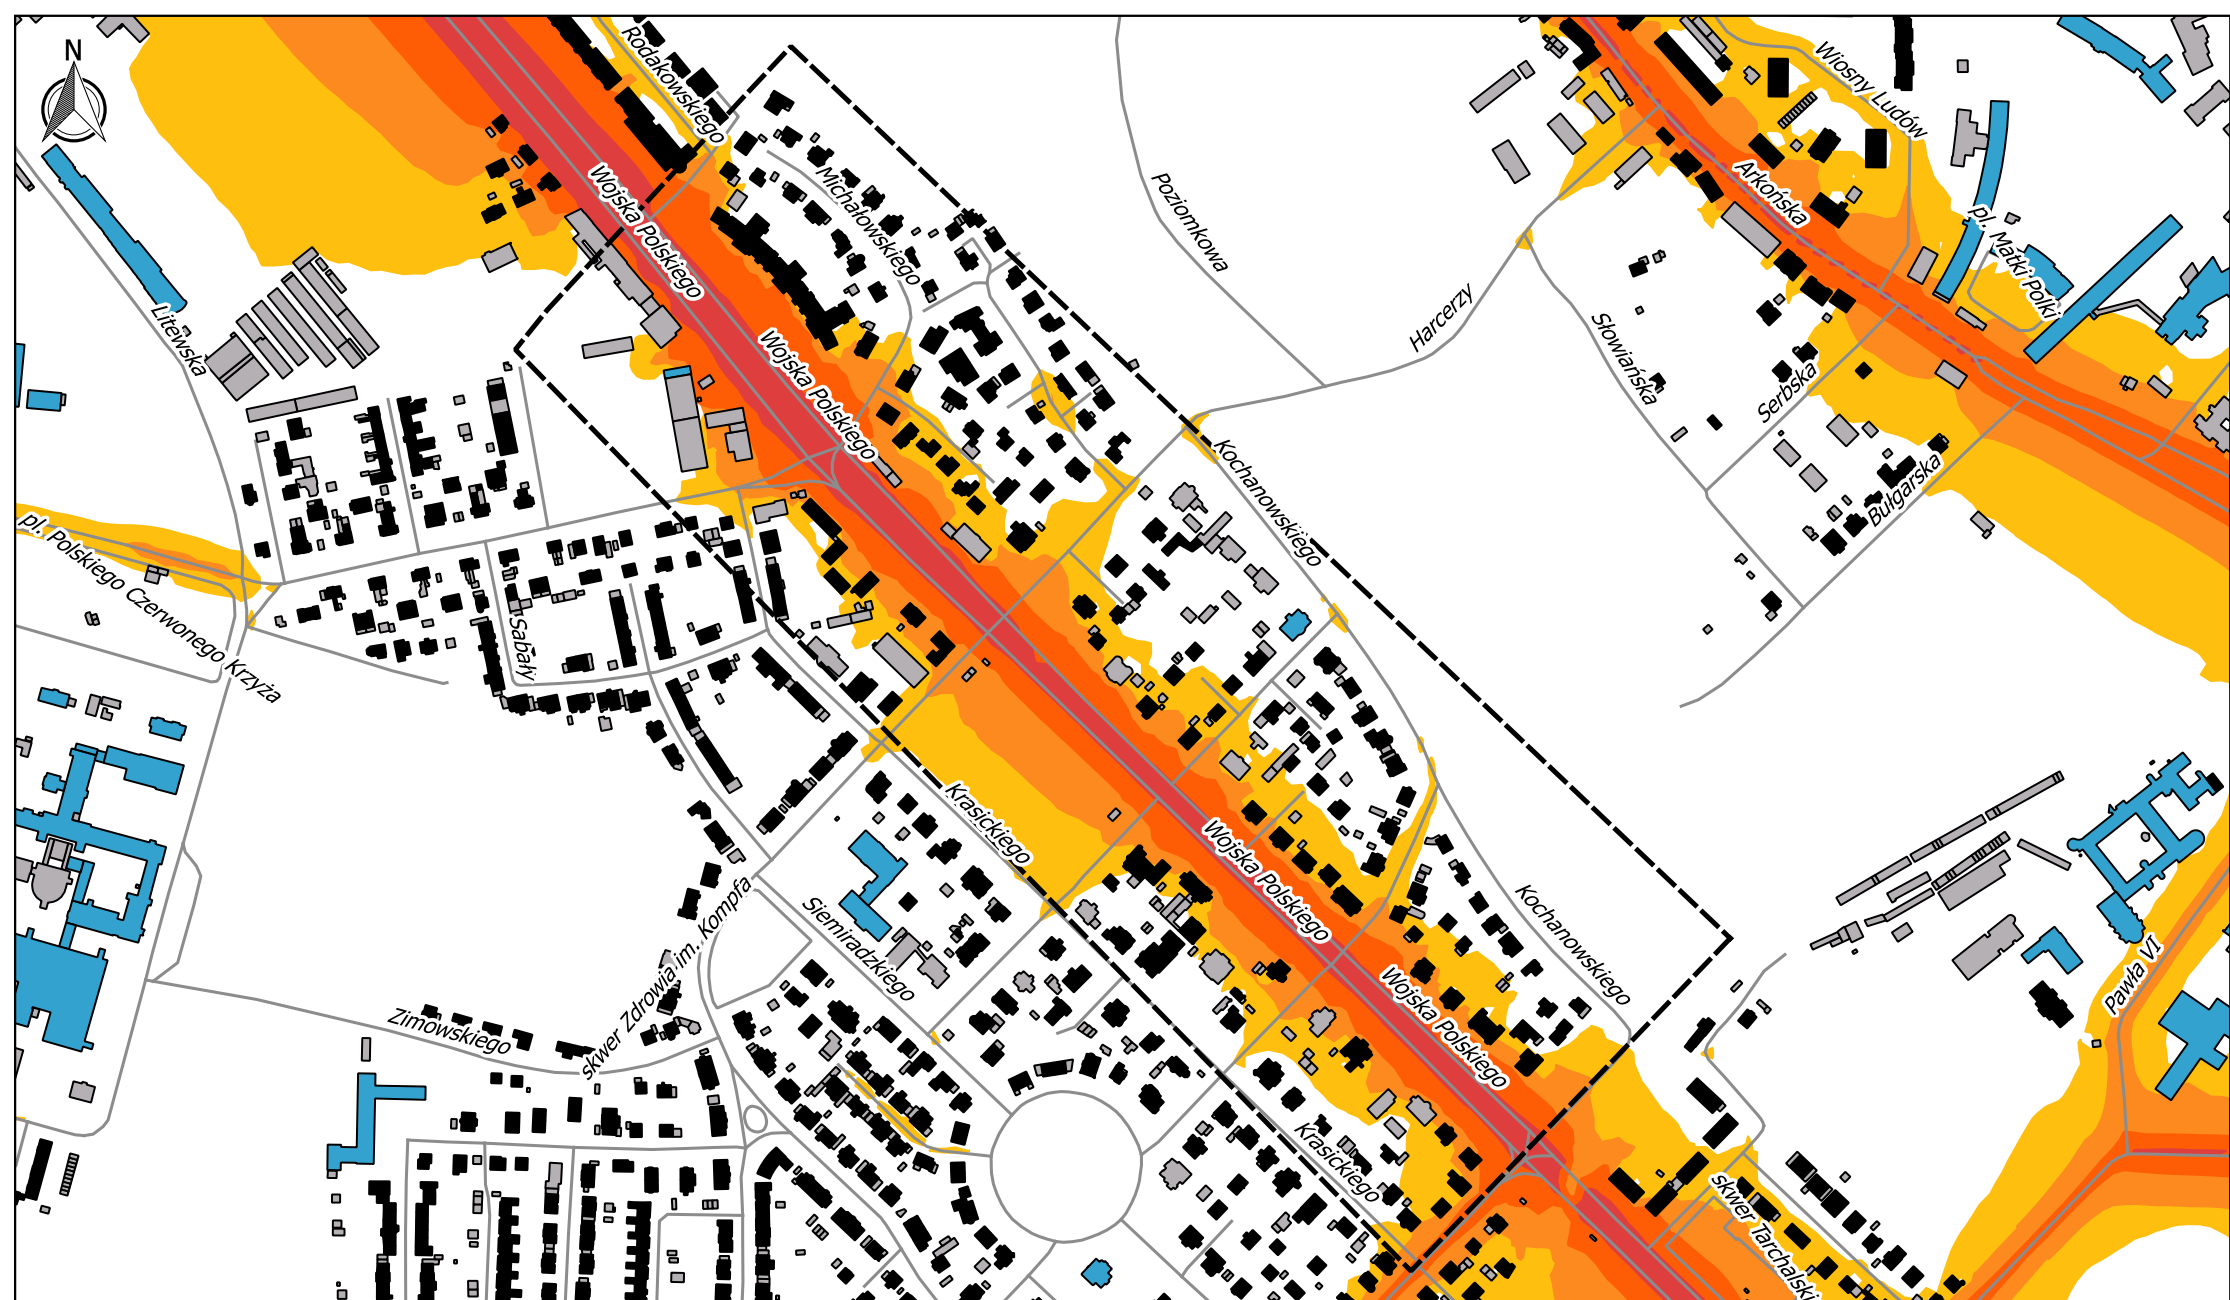 N
Rodakowskiego
Wiosny Ludów
Wojska Polskiego
Michałowskiego
Poziomkowa
Arkońska
pl. Matki Polki
Litewska
Wojska Polskiego
Harcerzy
Słowiańska
Serbska
Kochanowskiego
Bułgarska
pl. Polskiego Czerwonego Krzyża
Sabały
Krasickiego
Wojska Polskiego
Siemiradzkiego
Kochanowskiego
skwer Zdrowia im. Kompfa
Wojska Polskiego
Pawła VI
Zimowskiego
Krasickiego
skwer Tarchalski